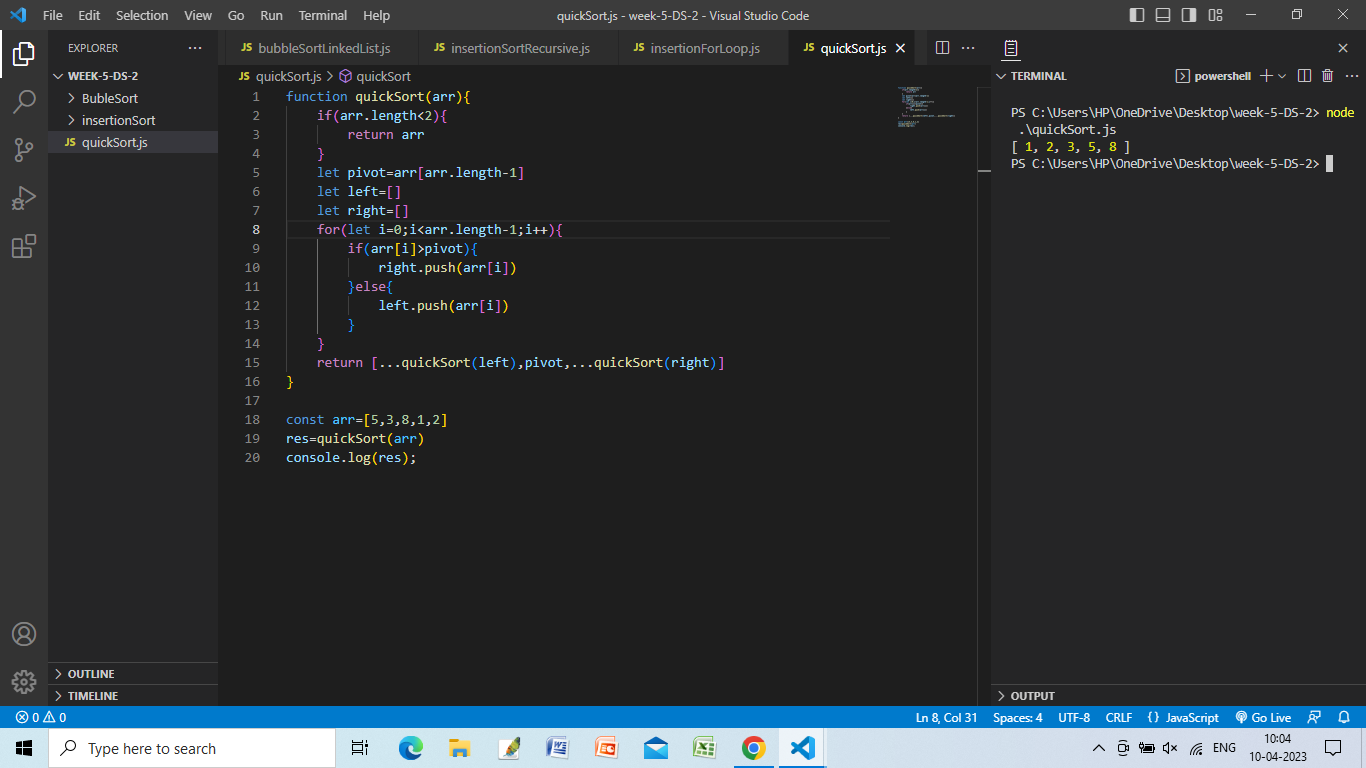 File Edit Selection View Go Run Terminal Help quickSort.js - week-5-DS-2 - Visual Studio Code
EXPLORER ···
WEEK-5-DS-2
BubleSort
insertionSort
JS quickSort.js
OUTLINE
TIMELINE
JS bubbleSortLinkedList.js JS insertionSortRecursive.js JS insertionForLoop.js JS quickSort.js
JS quickSort.js > quickSort
1 function quickSort(arr){
2     if(arr.length<2){
3         return arr
4     }
5     let pivot=arr[arr.length-1]
6     let left=[]
7     let right=[]
8     for(let i=0;i<arr.length-1;i++){
9         if(arr[i]>pivot){
10             right.push(arr[i])
11         }else{
12             left.push(arr[i])
13         }
14     }
15     return [...quickSort(left),pivot,...quickSort(right)]
16 }
17
18 const arr=[5,3,8,1,2]
19 res=quickSort(arr)
20 console.log(res);
TERMINAL powershell
PS C:\Users\HP\OneDrive\Desktop\week-5-DS-2> node
.\quickSort.js
[ 1, 2, 3, 5, 8 ]
PS C:\Users\HP\OneDrive\Desktop\week-5-DS-2>
OUTPUT
0 0 Ln 8, Col 31 Spaces: 4 UTF-8 CRLF {} JavaScript Go Live
Type here to search
ENG
10:04
10-04-2023